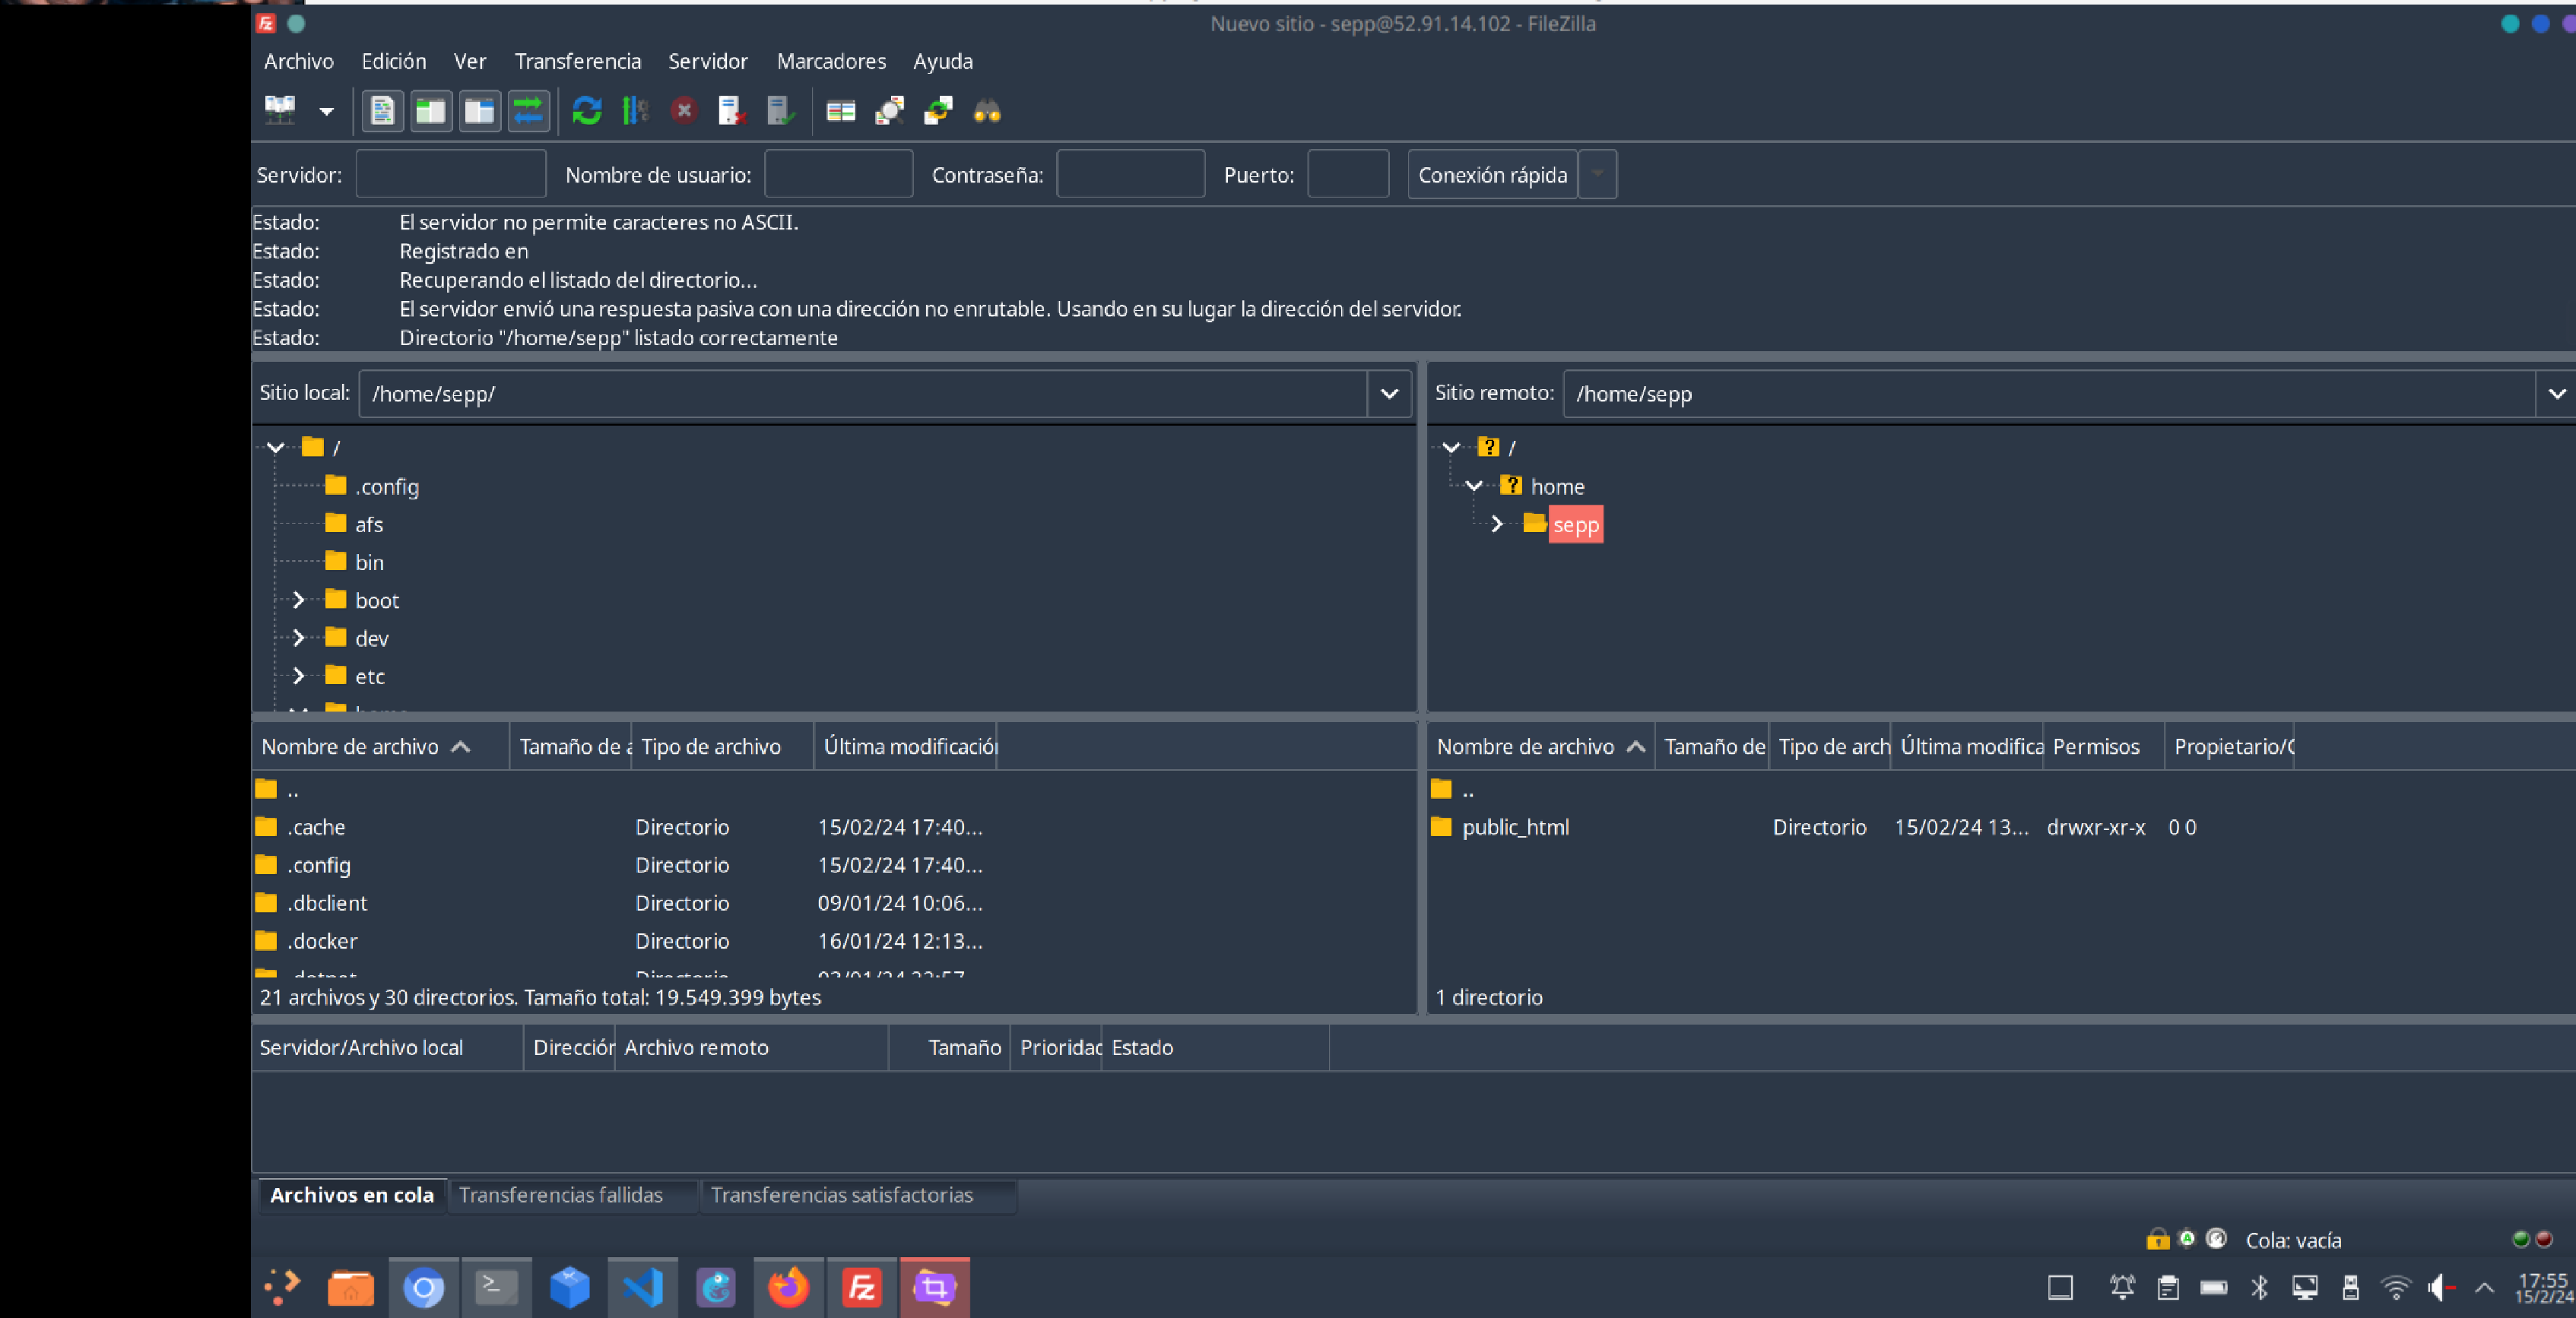 Nuevo sitio - sepp@52.91.14.102 - FileZilla
Archivo Edición Ver Transferencia Servidor Marcadores Ayuda
Servidor: Nombre de usuario: Contraseña: Puerto: Conexión rápida
Estado: El servidor no permite caracteres no ASCII.
Estado: Registrado en
Estado: Recuperando el listado del directorio...
Estado: El servidor envió una respuesta pasiva con una dirección no enrutable. Usando en su lugar la dirección del servidor.
Estado: Directorio "/home/sepp" listado correctamente
Sitio local: /home/sepp/
/
.config
afs
bin
boot
dev
etc
Sitio remoto: /home/sepp
/
home
sepp
Nombre de archivo Tamaño de Tipo de archivo Última modificació
..
.cache Directorio 15/02/24 17:40...
.config Directorio 15/02/24 17:40...
.dbclient Directorio 09/01/24 10:06...
.docker Directorio 16/01/24 12:13...
21 archivos y 30 directorios. Tamaño total: 19.549.399 bytes
Nombre de archivo Tamaño de Tipo de arch Última modifica Permisos Propietario/
..
public_html Directorio 15/02/24 13... drwxr-xr-x 0 0
1 directorio
Servidor/Archivo local Direcciór Archivo remoto Tamaño Prioridad Estado
Archivos en cola Transferencias fallidas Transferencias satisfactorias
Cola: vacía
17:55
15/2/24